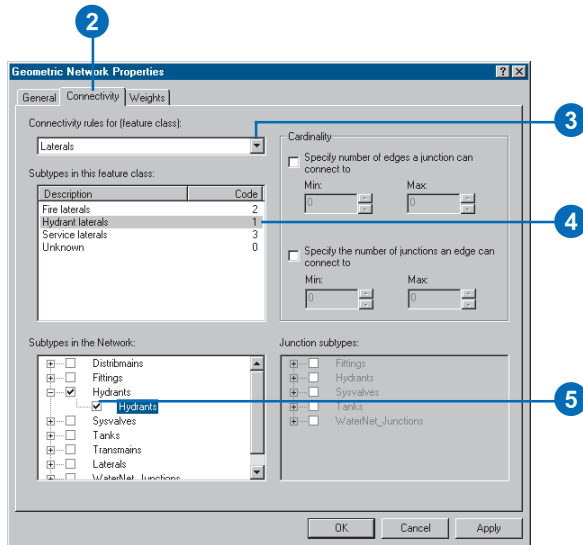 2
Geometric Network Properties
General Connectivity Weights
Connectivity rules for (feature class):
Laterals
3
Subtypes in this feature class:
Description Code
Fire laterals 2
Hydrant laterals 1
Service laterals 3
Unknown 0
4
Cardinality
Specify number of edges a junction can
connect to
Min: Max:
0 0
Specify the number of junctions an edge can
connect to
Min: Max:
0 0
Subtypes in the Network:
Distribmains
Fittings
Hydrants
Hydrants
Sysvalves
Tanks
Transmains
Laterals
WaterNet_Junctions
5
Junction subtypes:
Fittings
Hydrants
Sysvalves
Tanks
WaterNet_Junctions
OK Cancel Apply